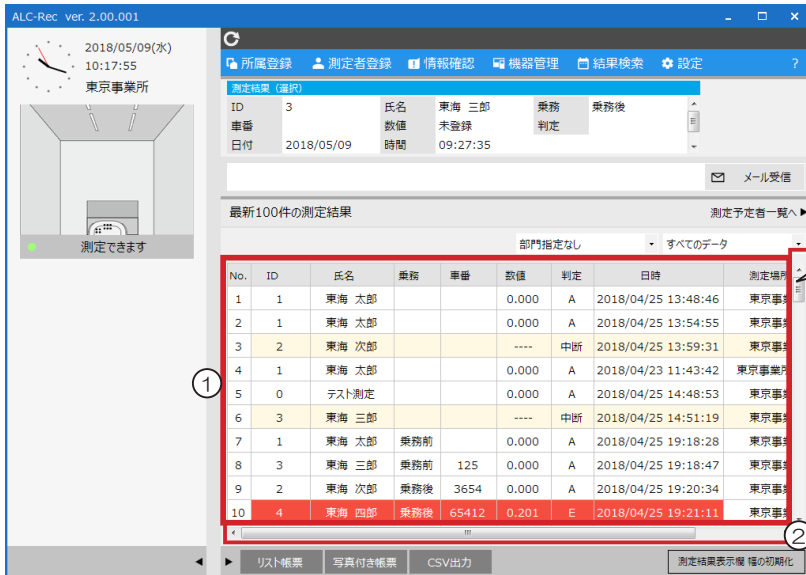 ALC-Rec ver. 2.00.001
2018/05/09(水)
10:17:55
東京事業所
測定できます
所属登録 測定者登録 情報確認 機器管理 結果検索 設定 ?
測定結果（選択）
ID 3 氏名 東海 三郎 乗務 乗務後
車番 数値 未登録 判定
日付 2018/05/09 時間 09:27:35
メール受信
最新100件の測定結果 測定予定者一覧へ▶
部門指定なし すべてのデータ
No. ID 氏名 乗務 車番 数値 判定 日時 測定場所
1 1 東海 太郎 0.000 A 2018/04/25 13:48:46 東京事業
2 1 東海 太郎 0.000 A 2018/04/25 13:54:55 東京事業
3 2 東海 次郎 ---- 中断 2018/04/25 13:59:31 東京事業
4 1 東海 太郎 0.000 A 2018/04/23 11:43:42 東京事業所
5 0 テスト測定 0.000 A 2018/04/25 14:48:53 東京事業
6 3 東海 三郎 ---- 中断 2018/04/25 14:51:19 東京事業
7 1 東海 太郎 乗務前 0.000 A 2018/04/25 19:18:28 東京事業
8 3 東海 三郎 乗務前 125 0.000 A 2018/04/25 19:18:47 東京事業
9 2 東海 次郎 乗務後 3654 0.000 A 2018/04/25 19:20:34 東京事業
10 4 東海 四郎 乗務後 65412 0.201 E 2018/04/25 19:21:11 東京事業
①
②
リスト帳票 写真付き帳票 CSV出力 測定結果表示欄 幅の初期化